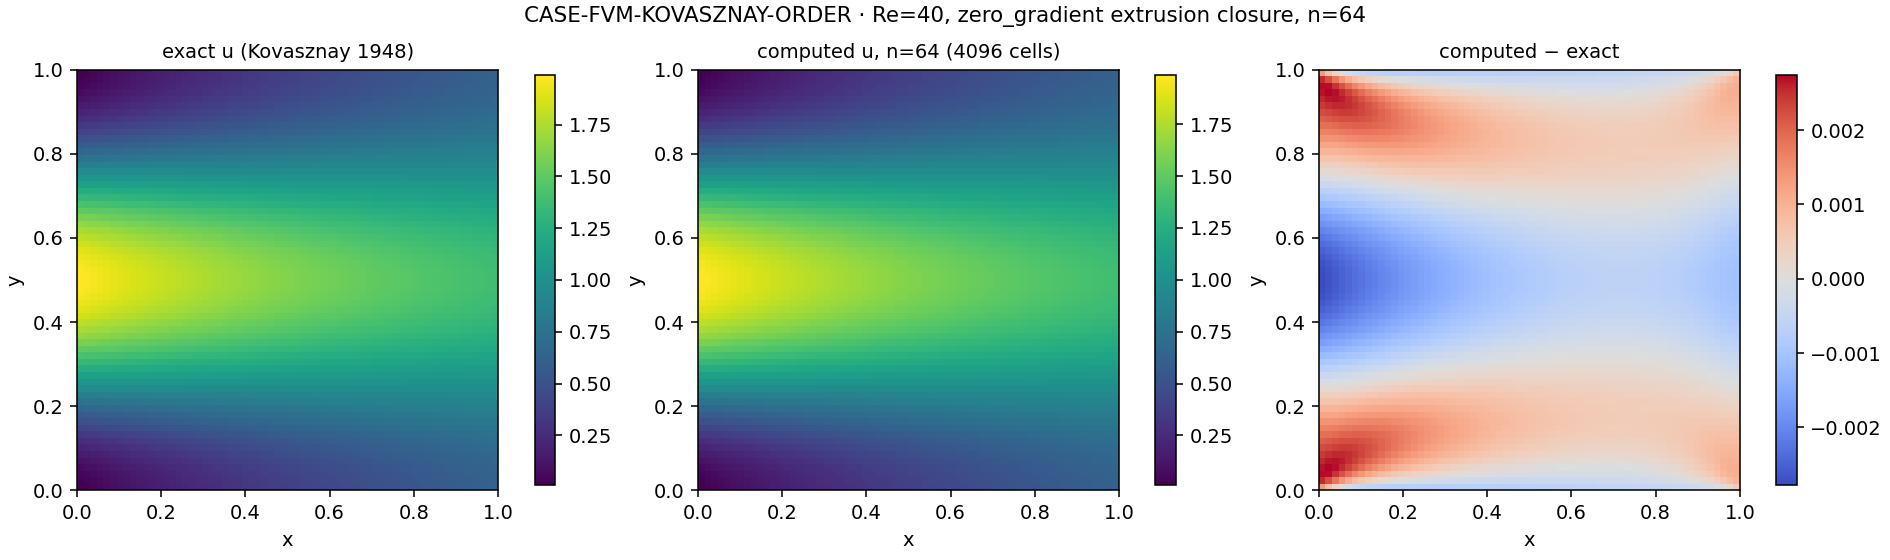 CASE-FVM-KOVASZNAY-ORDER · Re=40, zero_gradient extrusion closure, n=64
exact u (Kovasznay 1948)
1.0
0.8
0.6
0.4
0.2
0.0
y
0.0 0.2 0.4 0.6 0.8 1.0
x
1.75
1.50
1.25
1.00
0.75
0.50
0.25
computed u, n=64 (4096 cells)
1.0
0.8
0.6
0.4
0.2
0.0
y
0.0 0.2 0.4 0.6 0.8 1.0
x
1.75
1.50
1.25
1.00
0.75
0.50
0.25
computed − exact
1.0
0.8
0.6
0.4
0.2
0.0
y
0.0 0.2 0.4 0.6 0.8 1.0
x
0.002
0.001
0.000
−0.001
−0.002